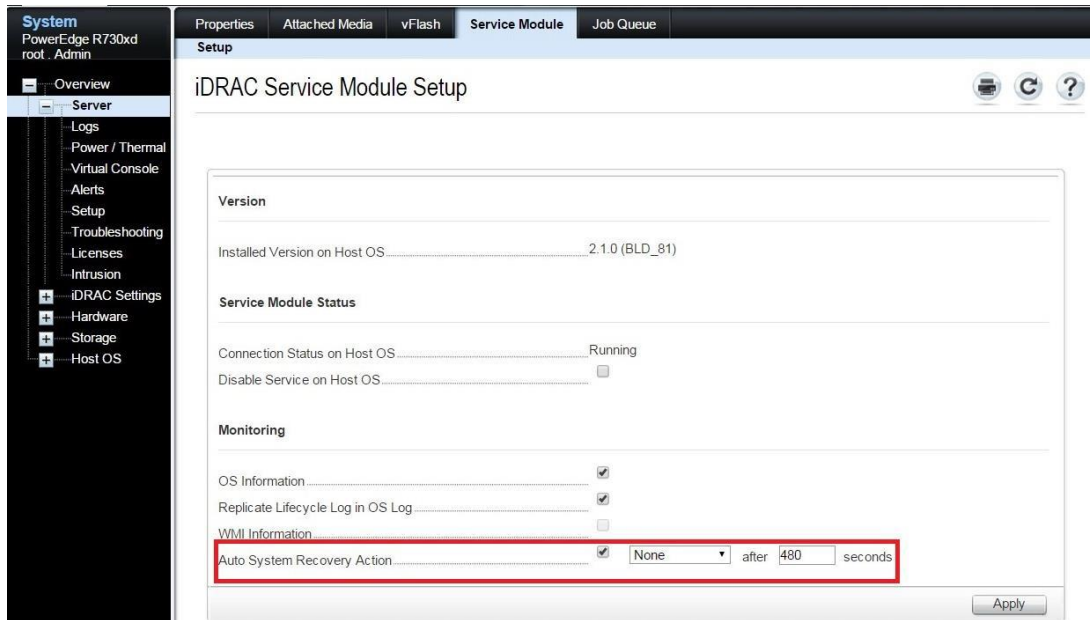 System
PowerEdge R730xd
root , Admin
Overview
Server
Logs
Power / Thermal
Virtual Console
Alerts
Setup
Troubleshooting
Licenses
Intrusion
iDRAC Settings
Hardware
Storage
Host OS
Properties Attached Media vFlash Service Module Job Queue
Setup
iDRAC Service Module Setup
Version
Installed Version on Host OS 2.1.0 (BLD_81)
Service Module Status
Connection Status on Host OS Running
Disable Service on Host OS
Monitoring
OS Information
Replicate Lifecycle Log in OS Log
WMI Information
Auto System Recovery Action None after 480 seconds
Apply